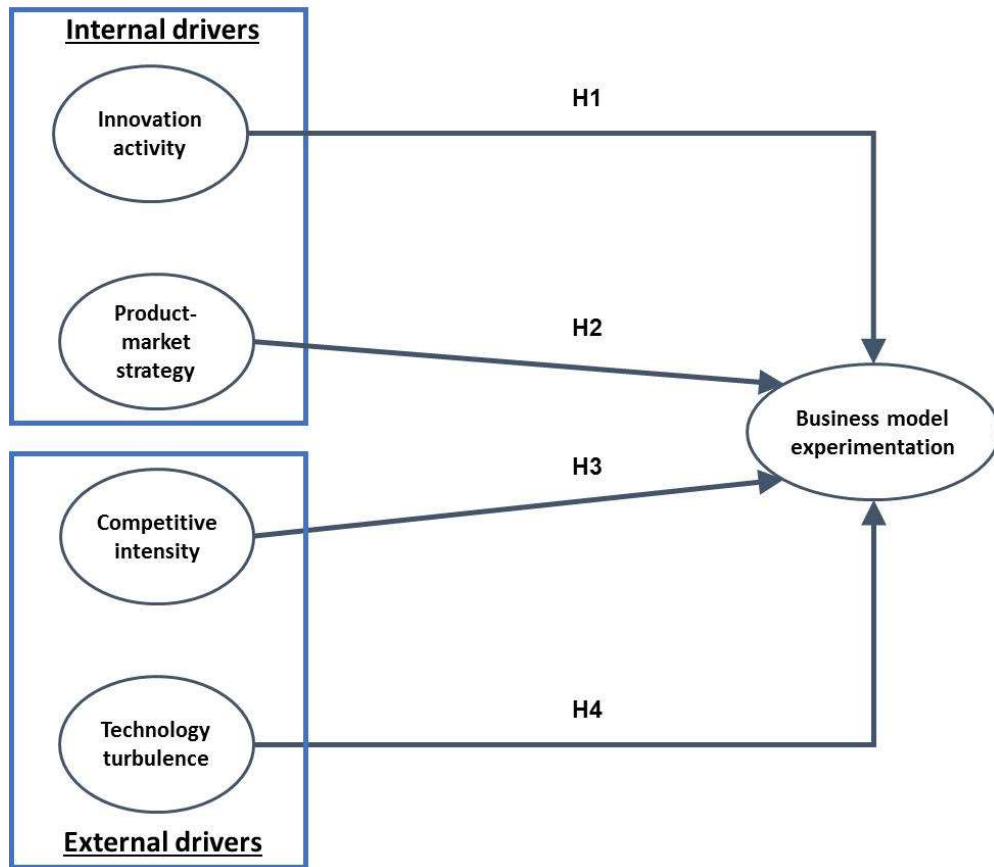 Internal drivers
Innovation
activity
H1
Product-
market
strategy
H2
Business model
experimentation
H3
Competitive
intensity
H4
Technology
turbulence
External drivers